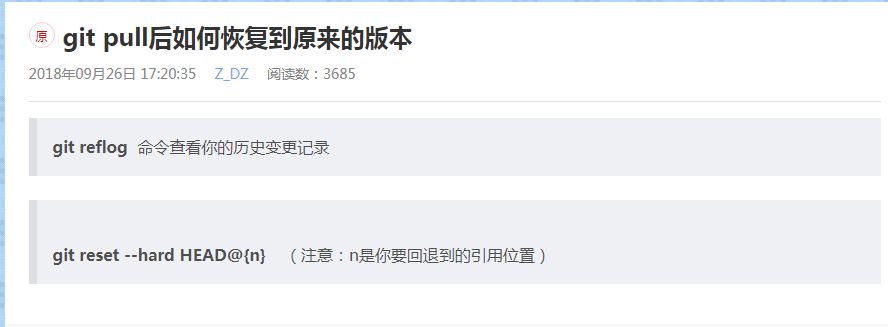 原 git pull后如何恢复到原来的版本
2018年09月26日 17:20:35 Z_DZ 阅读数：3685
git reflog 命令查看你的历史变更记录
git reset --hard HEAD@{n} （注意：n是你要回退到的引用位置）